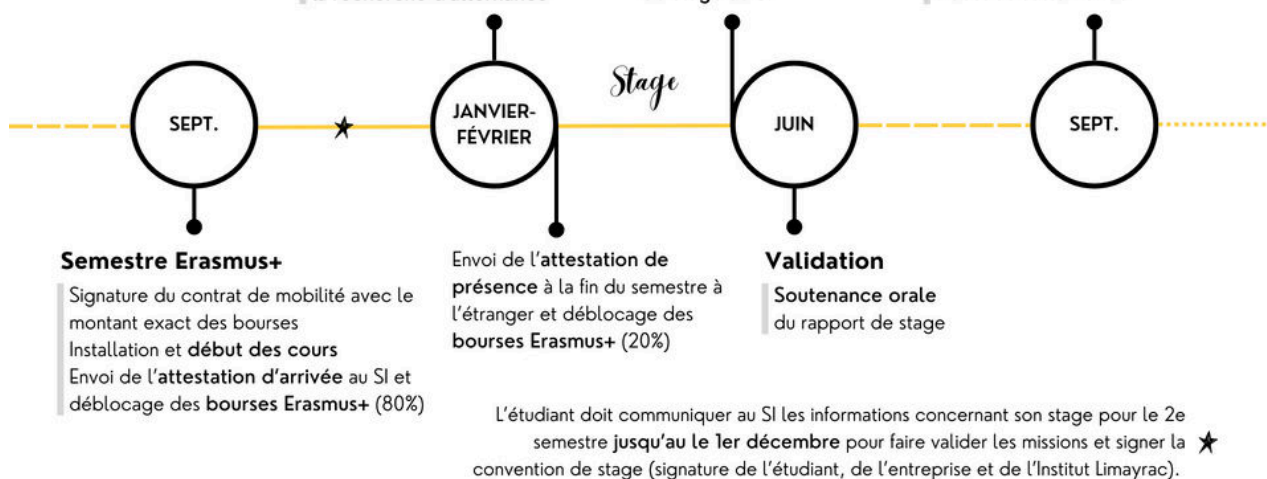 Stage
SEPT.
JANVIER-
FÉVRIER
JUIN
SEPT.
Semestre Erasmus+
Signature du contrat de mobilité avec le
montant exact des bourses
Installation et début des cours
Envoi de l'attestation d'arrivée au SI et
déblocage des bourses Erasmus+ (80%)
Envoi de l'attestation de
présence à la fin du semestre à
l'étranger et déblocage des
bourses Erasmus+ (20%)
Validation
Soutenance orale
du rapport de stage
L'étudiant doit communiquer au SI les informations concernant son stage pour le 2e
semestre jusqu'au le 1er décembre pour faire valider les missions et signer la
convention de stage (signature de l'étudiant, de l'entreprise et de l'Institut Limayrac).